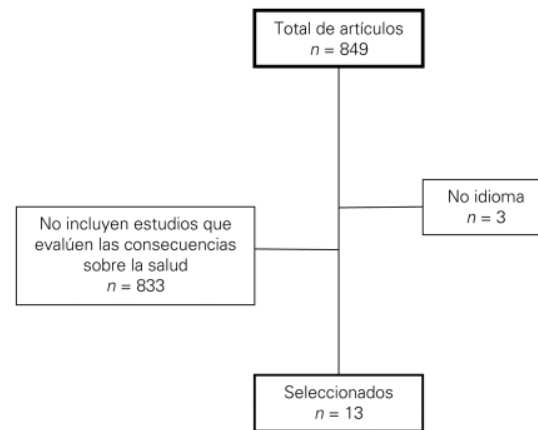 Total de artículos
n = 849
No idioma
n = 3
No incluyen estudios que
evalúen las consecuencias
sobre la salud
n = 833
Seleccionados
n = 13